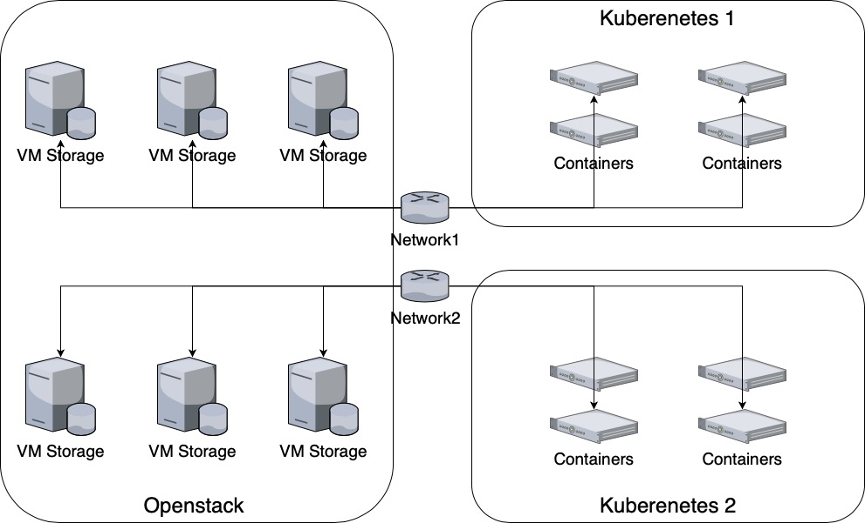 Kuberenetes 1
VM Storage
VM Storage
VM Storage
Containers
Containers
Network1
Network2
VM Storage
VM Storage
VM Storage
Containers
Containers
Openstack
Kuberenetes 2